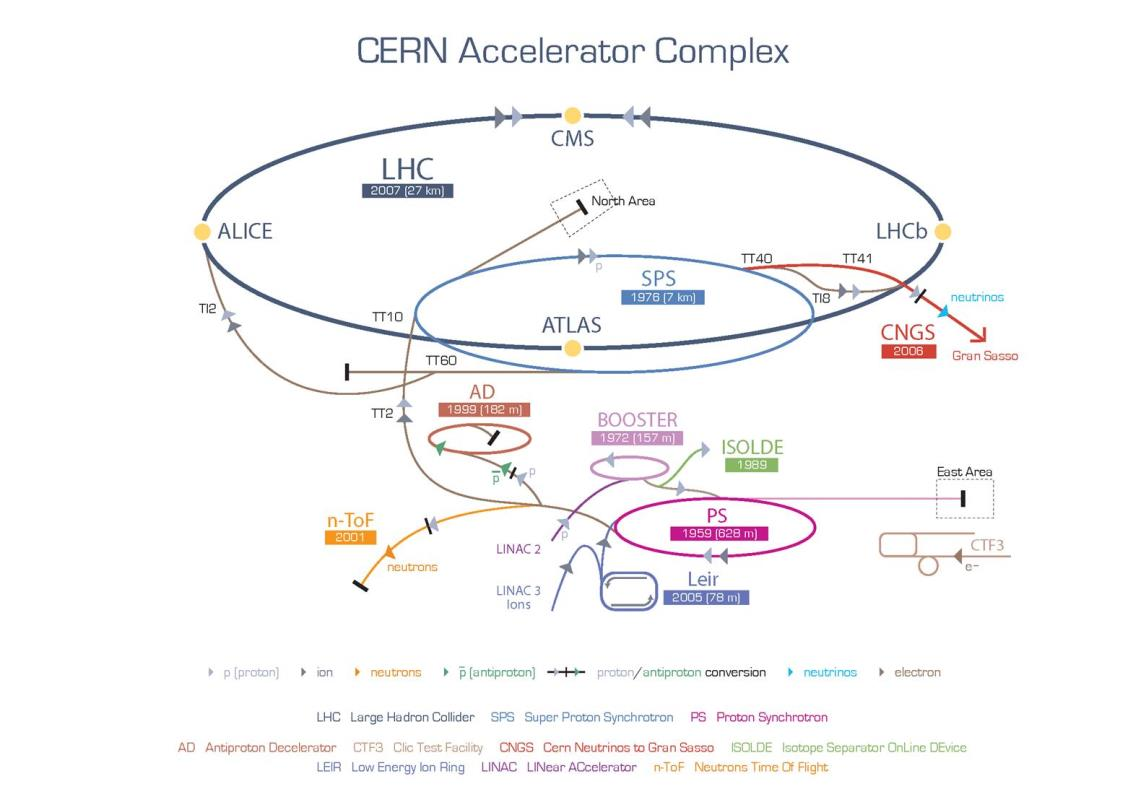 CERN Accelerator Complex
CMS
LHC
2007 (27 km)
North Area
ALICE
LHCb
TT40
TT41
p
SPS
1976 (7 km)
TI8
neutrinos
TI2
TT10
ATLAS
CNGS
2006
Gran Sasso
TT60
AD
1999 (182 m)
TT2
BOOSTER
1972 (157 m)
ISOLDE
1989
p̅
p
East Area
n-ToF
2001
PS
1959 (628 m)
p
LINAC 2
CTF3
e-
neutrons
Leir
2005 (78 m)
LINAC 3
Ions
p (proton) ion neutrons p̅ (antiproton) proton/antiproton conversion neutrinos electron
LHC Large Hadron Collider SPS Super Proton Synchrotron PS Proton Synchrotron
AD Antiproton Decelerator CTF3 Clic Test Facility CNGS Cern Neutrinos to Gran Sasso ISOLDE Isotope Separator OnLine DEvice
LEIR Low Energy Ion Ring LINAC LINear ACcelerator n-ToF Neutrons Time Of Flight